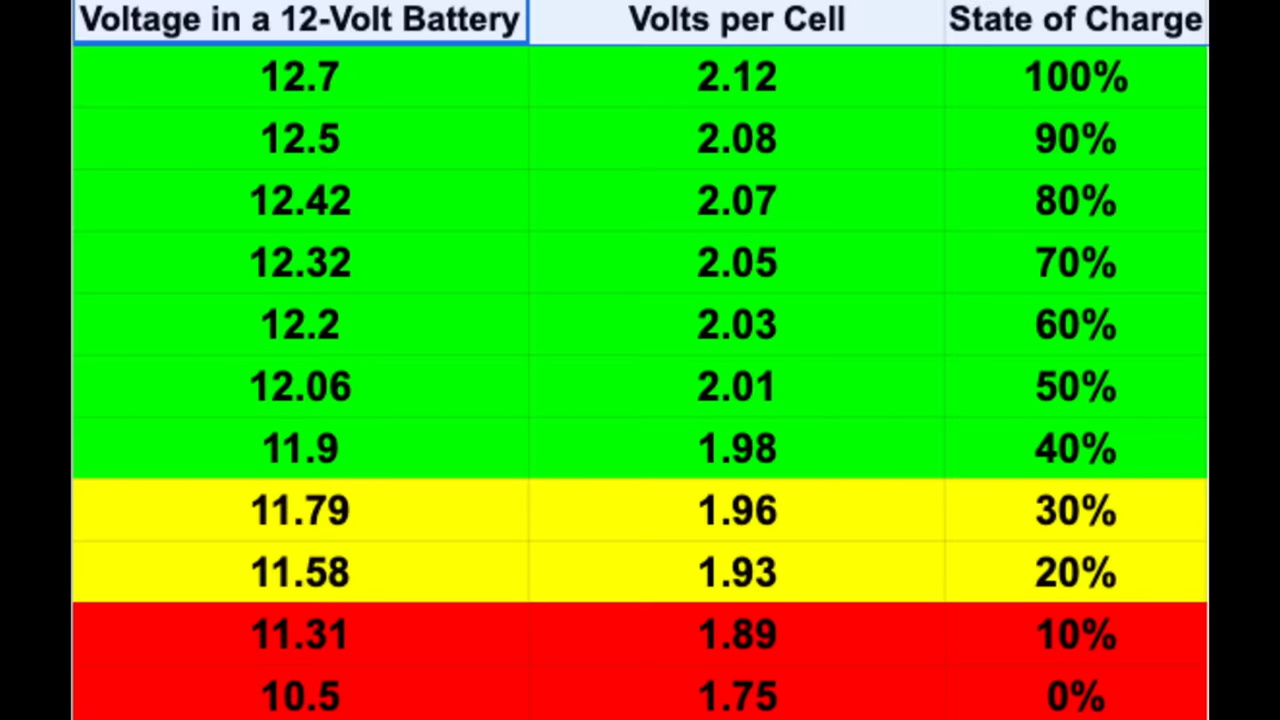 Voltage in a 12-Volt Battery Volts per Cell State of Charge
12.7 2.12 100%
12.5 2.08 90%
12.42 2.07 80%
12.32 2.05 70%
12.2 2.03 60%
12.06 2.01 50%
11.9 1.98 40%
11.79 1.96 30%
11.58 1.93 20%
11.31 1.89 10%
10.5 1.75 0%